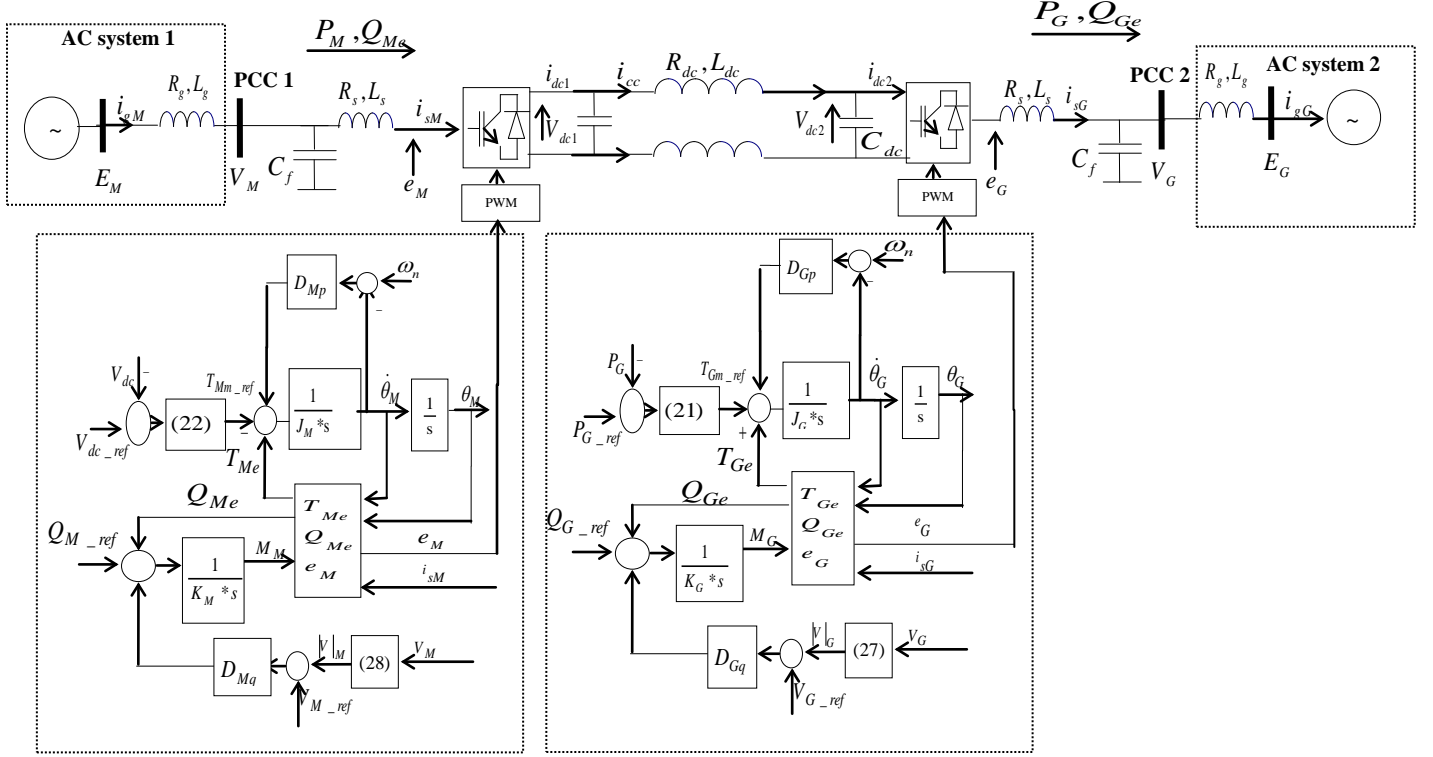 AC system 1
P_M , Q_Me
P_G , Q_Ge
AC system 2
R_g , L_g
PCC 1
R_s , L_s
i_gM
i_sM
i_dc1
i_cc
R_dc , L_dc
i_dc2
R_s , L_s
i_sG
PCC 2
R_g , L_g
i_gG
~
~
V_dc1
V_dc2
C_dc
E_M
V_M
C_f
e_M
e_G
C_f
V_G
E_G
PWM
PWM
D_Mp
ω_n
−
V_dc
−
T_Mm_ref
(22)
−
1
J_M *s
θ̇_M
1
s
θ_M
V_dc_ref
T_Me
Q_Me
T_Me
Q_Me
e_M
e_M
Q_M_ref
1
K_M *s
M_M
i_sM
D_Mq
|V|_M
(28)
V_M
V_M_ref
D_Gp
ω_n
−
P_G
−
T_Gm_ref
(21)
+
1
J_G *s
θ̇_G
1
s
θ_G
P_G_ref
T_Ge
Q_Ge
T_Ge
Q_Ge
e_G
e_G
Q_G_ref
1
K_G *s
M_G
i_sG
D_Gq
|V|_G
(27)
V_G
V_G_ref